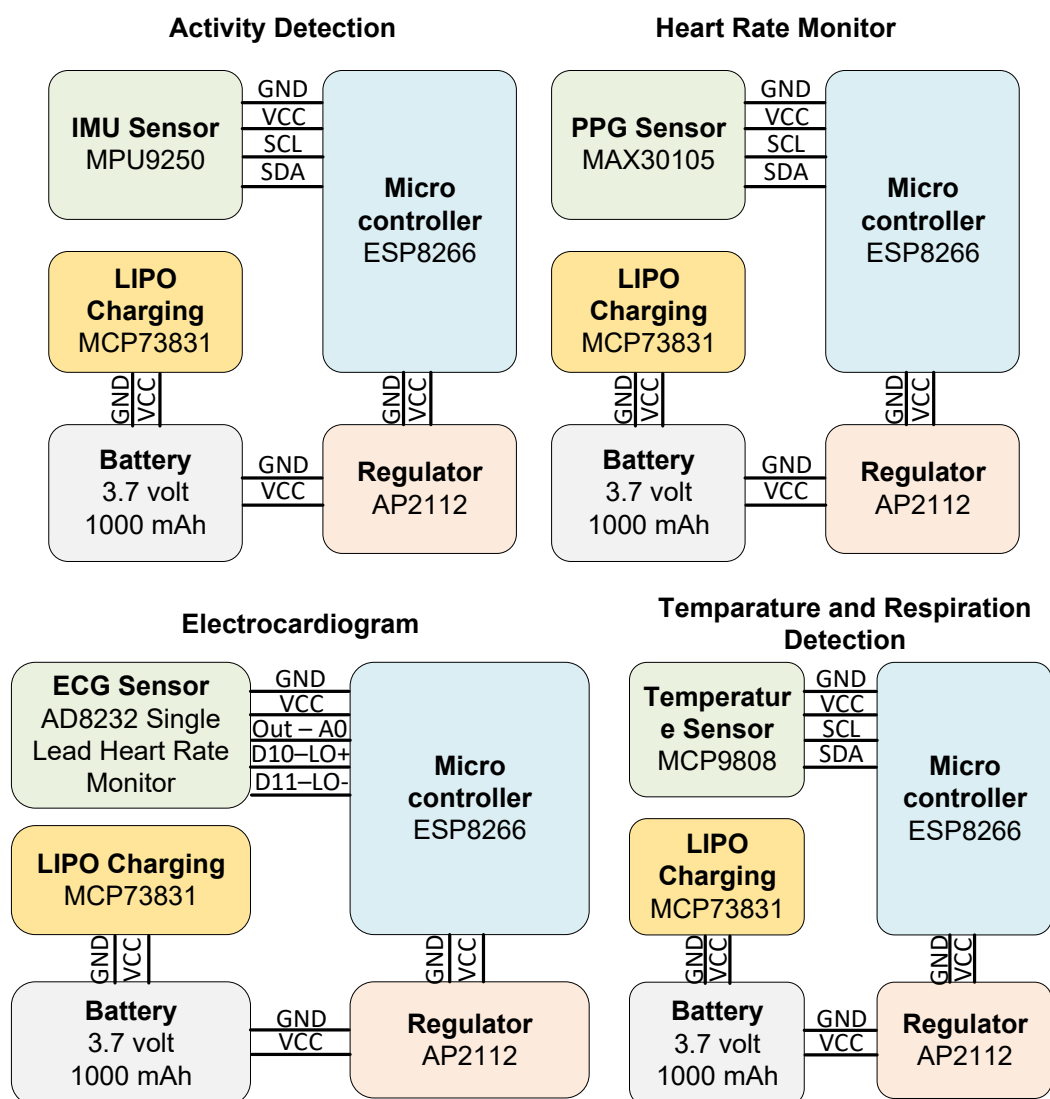 Activity Detection
IMU Sensor
MPU9250
GND
VCC
SCL
SDA
Micro
controller
ESP8266
LIPO
Charging
MCP73831
GND
VCC
GND
VCC
Battery
3.7 volt
1000 mAh
GND
VCC
Regulator
AP2112
Heart Rate Monitor
PPG Sensor
MAX30105
GND
VCC
SCL
SDA
Micro
controller
ESP8266
LIPO
Charging
MCP73831
GND
VCC
GND
VCC
Battery
3.7 volt
1000 mAh
GND
VCC
Regulator
AP2112
Electrocardiogram
ECG Sensor
AD8232 Single
Lead Heart Rate
Monitor
GND
VCC
Out – A0
D10–LO+
D11–LO-
Micro
controller
ESP8266
LIPO Charging
MCP73831
GND
VCC
GND
VCC
Battery
3.7 volt
1000 mAh
GND
VCC
Regulator
AP2112
Temparature and Respiration
Detection
Temperatur
e Sensor
MCP9808
GND
VCC
SCL
SDA
Micro
controller
ESP8266
LIPO
Charging
MCP73831
GND
VCC
GND
VCC
Battery
3.7 volt
1000 mAh
GND
VCC
Regulator
AP2112